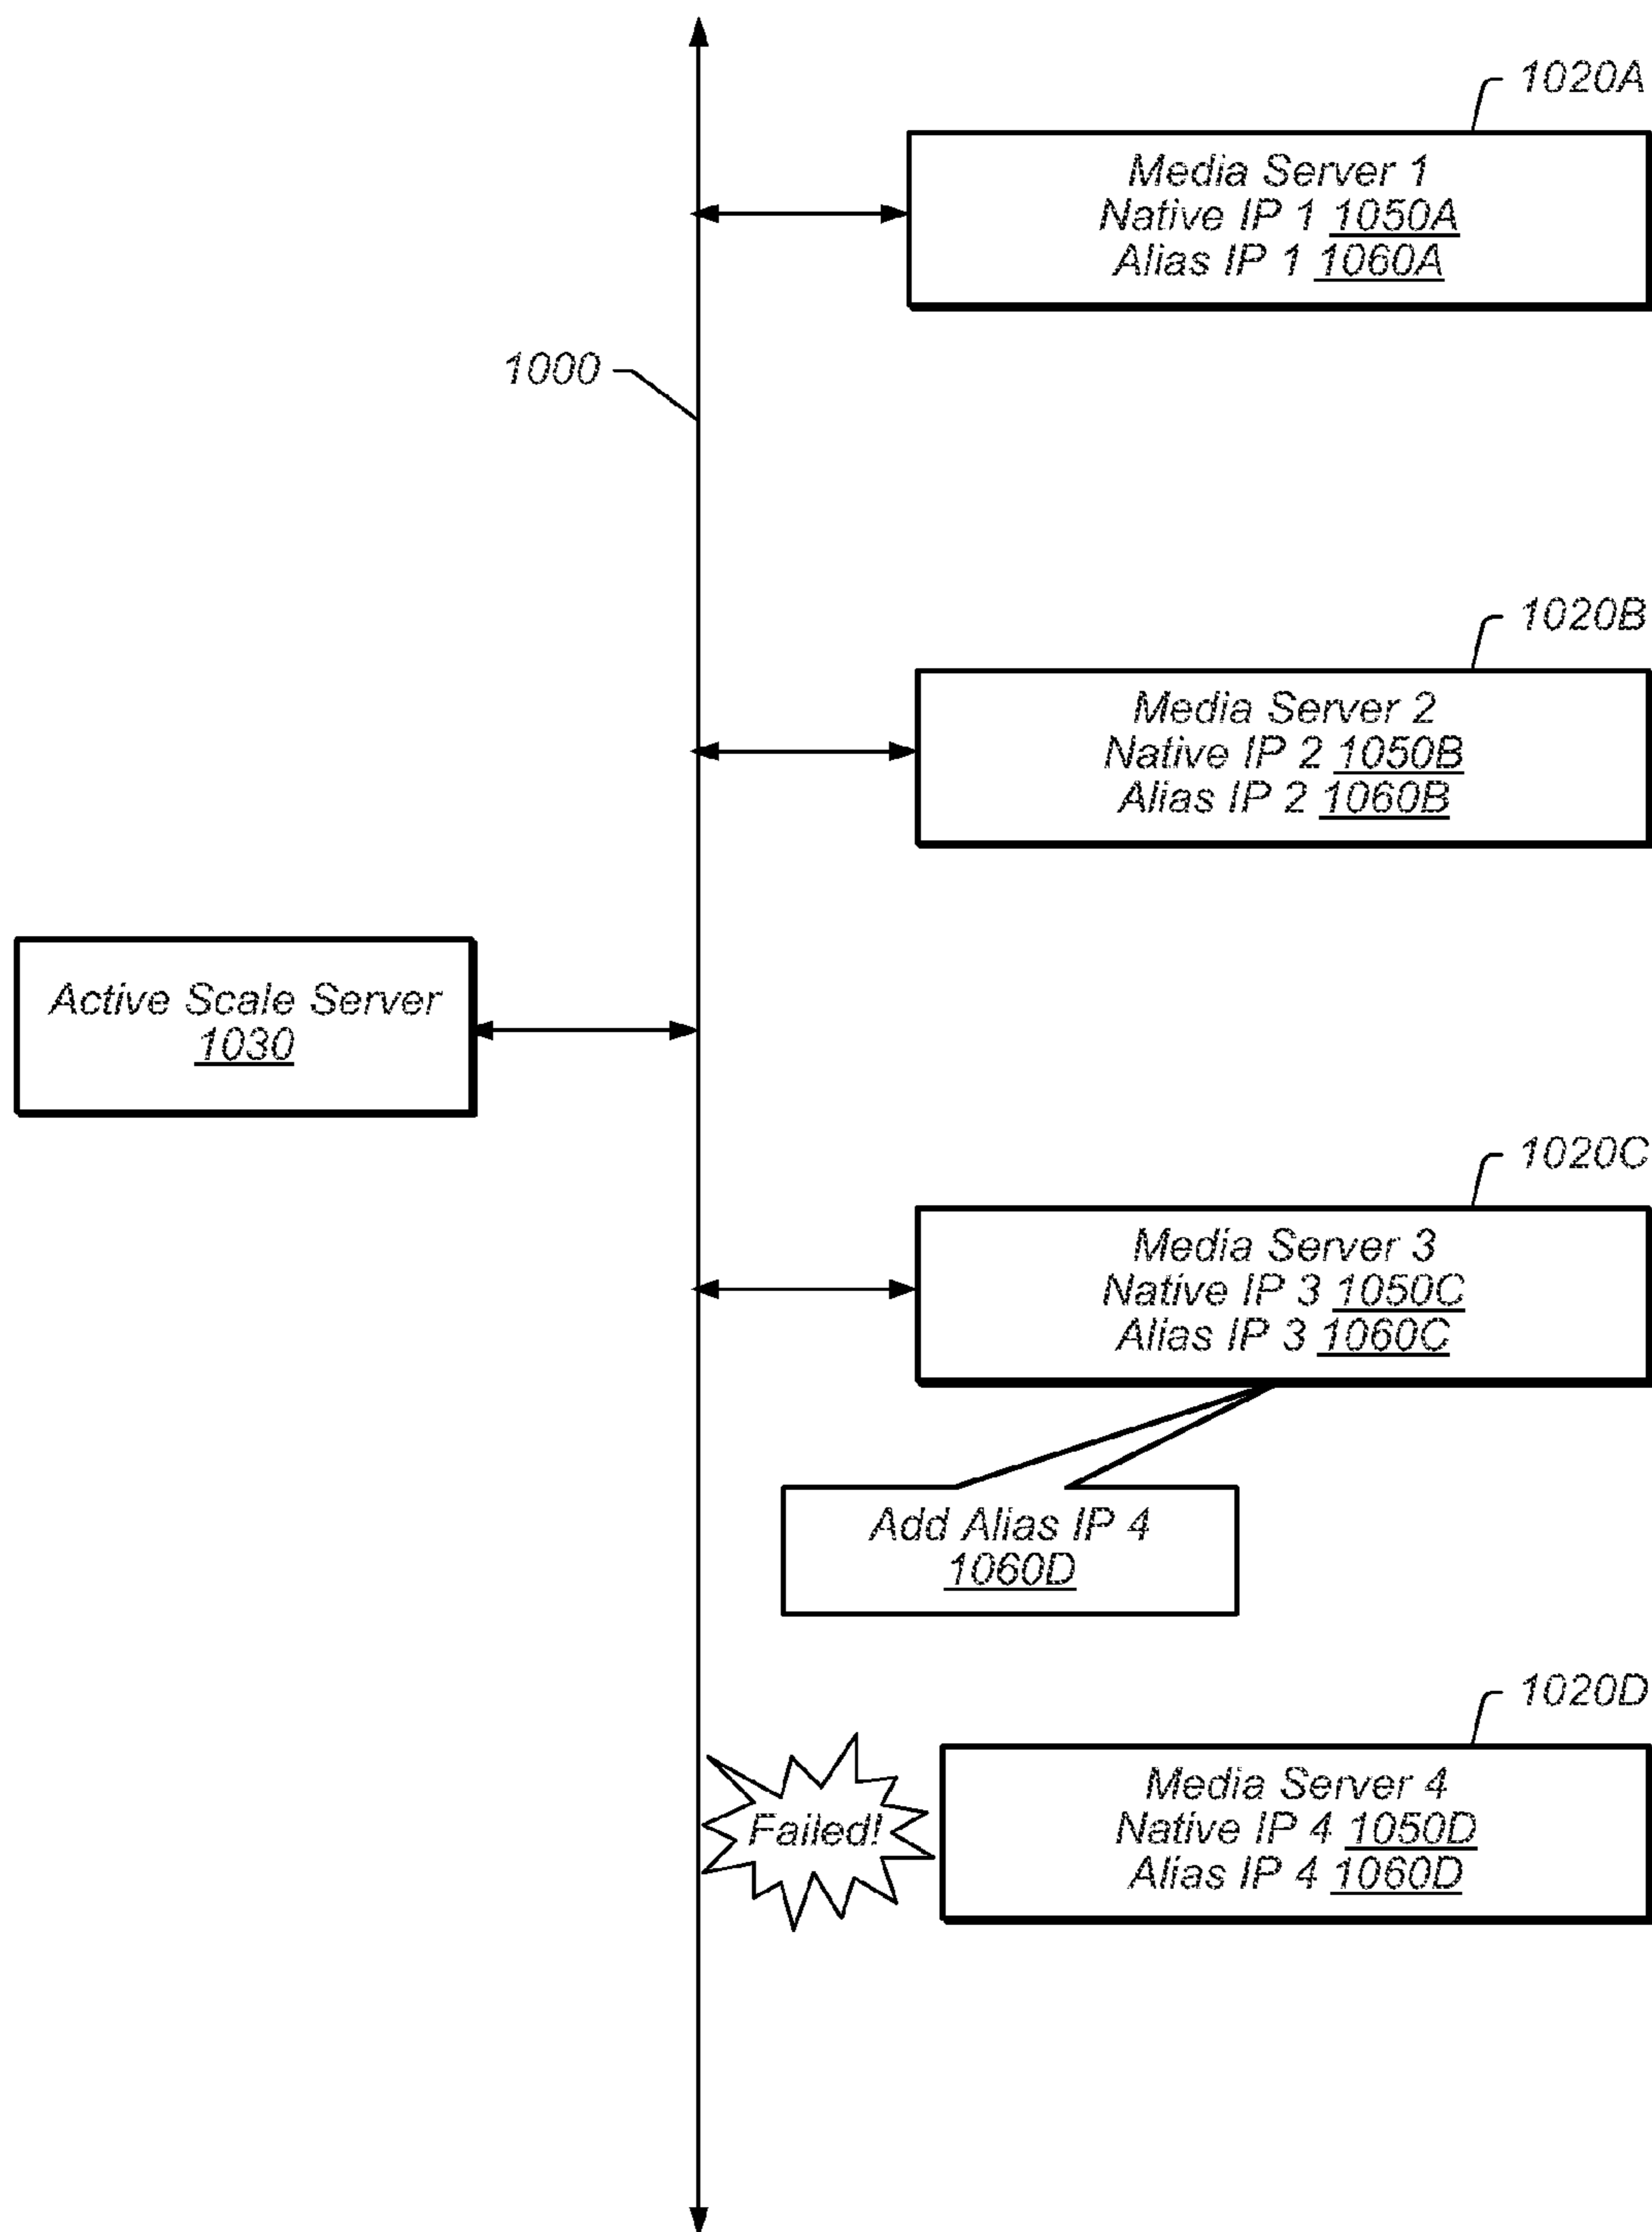 1020A
Media Server 1
Native IP 1 1050A
Alias IP 1 1060A
1000
1020B
Media Server 2
Native IP 2 1050B
Alias IP 2 1060B
Active Scale Server
1030
1020C
Media Server 3
Native IP 3 1050C
Alias IP 3 1060C
Add Alias IP 4
1060D
1020D
Failed!
Media Server 4
Native IP 4 1050D
Alias IP 4 1060D